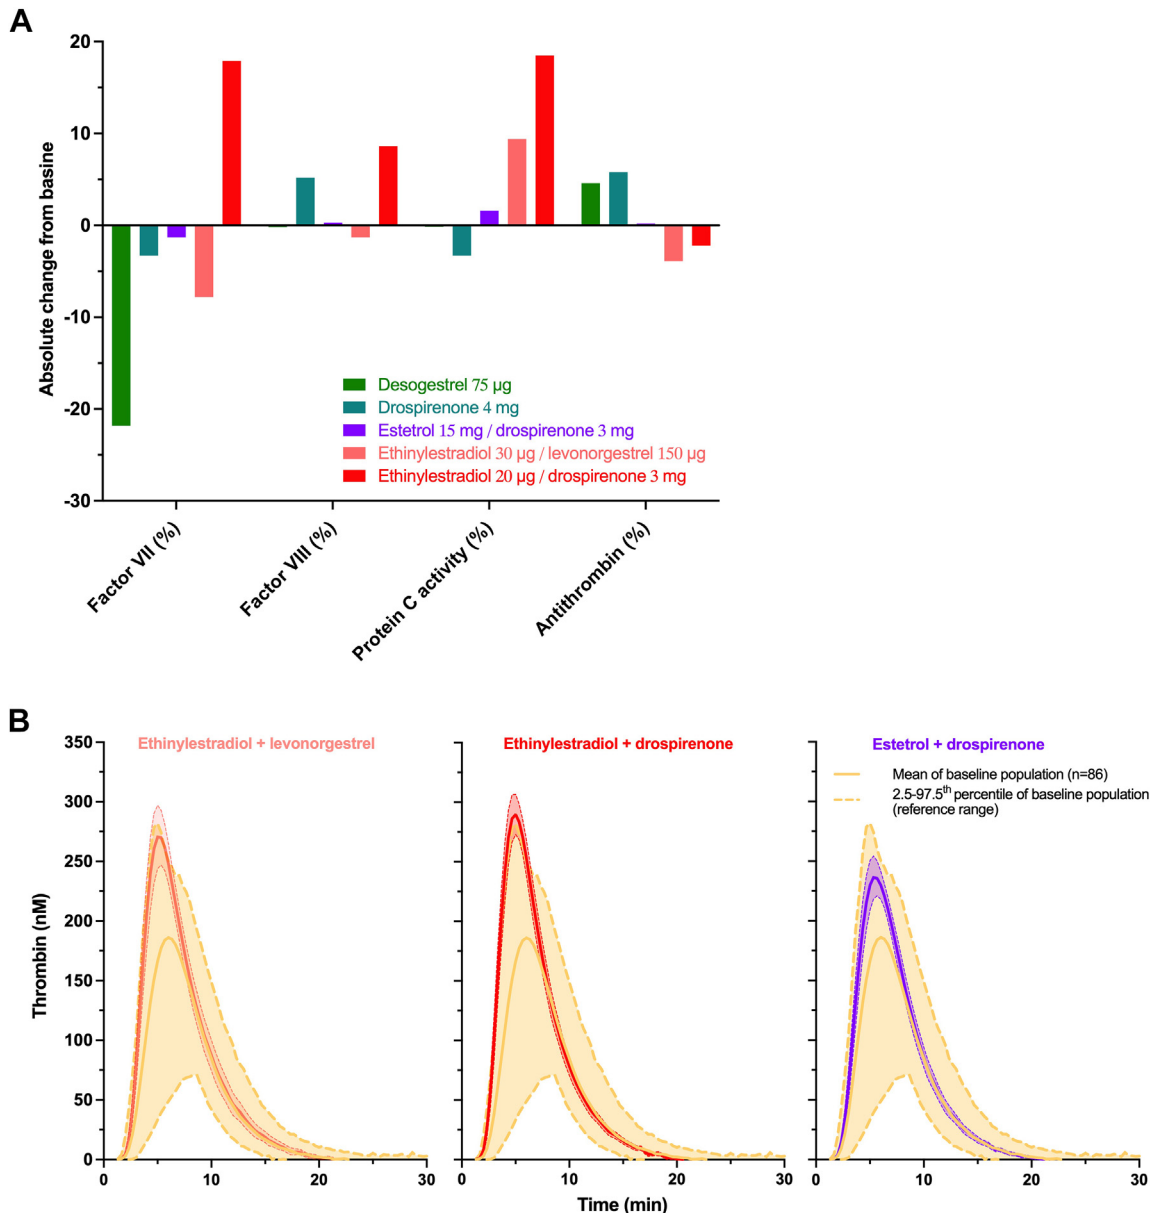 A
Absolute change from basine
20
10
0
-10
-20
-30
Desogestrel 75 µg
Drospirenone 4 mg
Estetrol 15 mg / drospirenone 3 mg
Ethinylestradiol 30 µg / levonorgestrel 150 µg
Ethinylestradiol 20 µg / drospirenone 3 mg
Factor VII (%)
Factor VIII (%)
Protein C activity (%)
Antithrombin (%)
B
Thrombin (nM)
350
300
250
200
150
100
50
0
Ethinylestradiol + levonorgestrel
0 10 20 30
Ethinylestradiol + drospirenone
0 10 20 30
Estetrol + drospirenone
Mean of baseline population (n=86)
2.5-97.5th percentile of baseline population
(reference range)
0 10 20 30
Time (min)